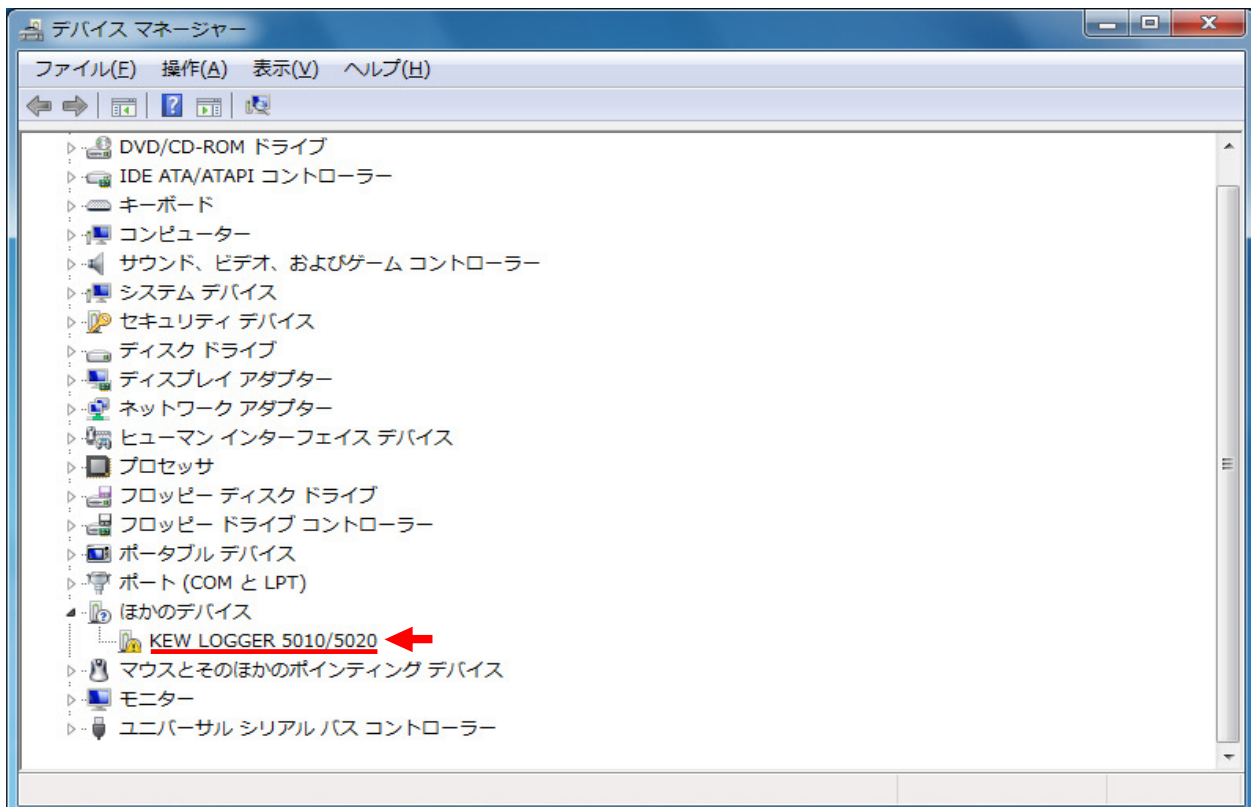 デバイス マネージャー
ファイル(F) 操作(A) 表示(V) ヘルプ(H)
DVD/CD-ROM ドライブ
IDE ATA/ATAPI コントローラー
キーボード
コンピューター
サウンド、ビデオ、およびゲーム コントローラー
システム デバイス
セキュリティ デバイス
ディスク ドライブ
ディスプレイ アダプター
ネットワーク アダプター
ヒューマン インターフェイス デバイス
プロセッサ
フロッピー ディスク ドライブ
フロッピー ドライブ コントローラー
ポータブル デバイス
ポート (COM と LPT)
ほかのデバイス
KEW LOGGER 5010/5020
マウスとそのほかのポインティング デバイス
モニター
ユニバーサル シリアル バス コントローラー